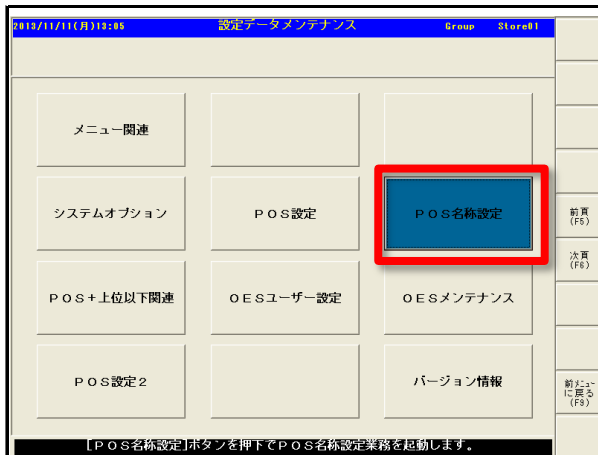 2013/11/11(月)13:05 設定データメンテナンス Group Store01
メニュー関連
システムオプション ＰＯＳ設定 ＰＯＳ名称設定
前頁
(F5)
次頁
(F6)
ＰＯＳ+上位以下関連 ＯＥＳユーザー設定 ＯＥＳメンテナンス
ＰＯＳ設定２ バージョン情報
前ﾒﾆｭｰ
に戻る
(F9)
[ＰＯＳ名称設定]ボタンを押下でＰＯＳ名称設定業務を起動します。